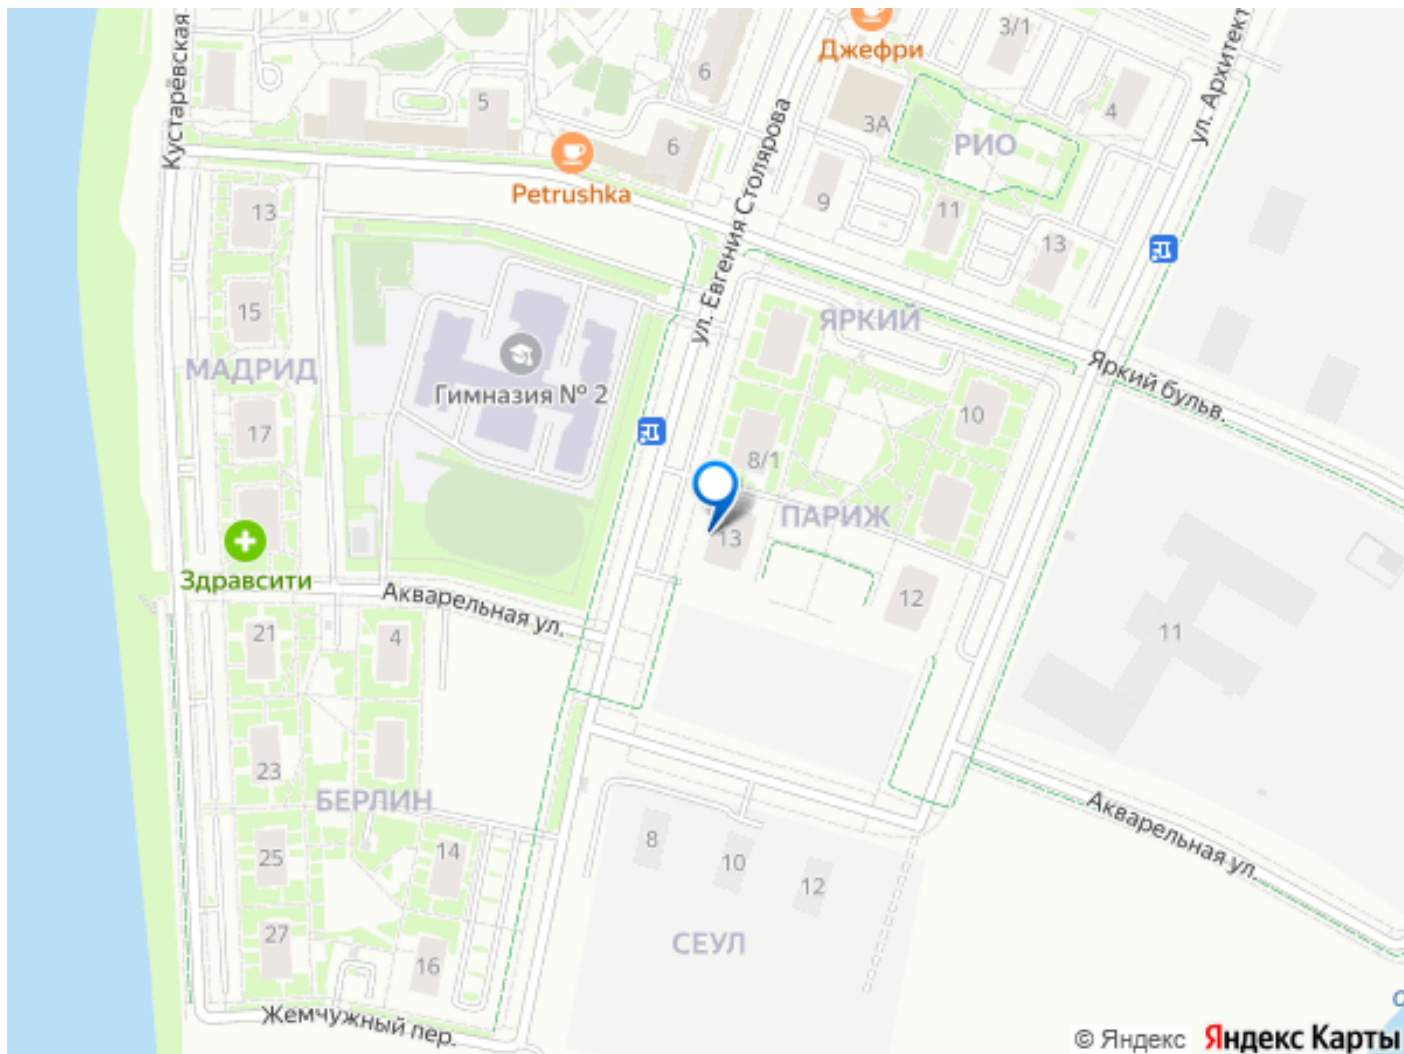 Кустарёвская
5
6
Джефри
3/1
3А
РИО
4
ул. Архитект
6
Petrushka
ул. Евгения Столярова
9
11
13
13
15
МАДРИД
17
Гимназия № 2
ЯРКИЙ
Яркий бульв.
10
8/1
ПАРИЖ
13
12
11
Здравсити
Акварельная ул.
21
4
23
БЕРЛИН
25
14
27
16
8
10
12
СЕУЛ
Акварельная ул.
Жемчужный пер.
© Яндекс Яндекс Карты